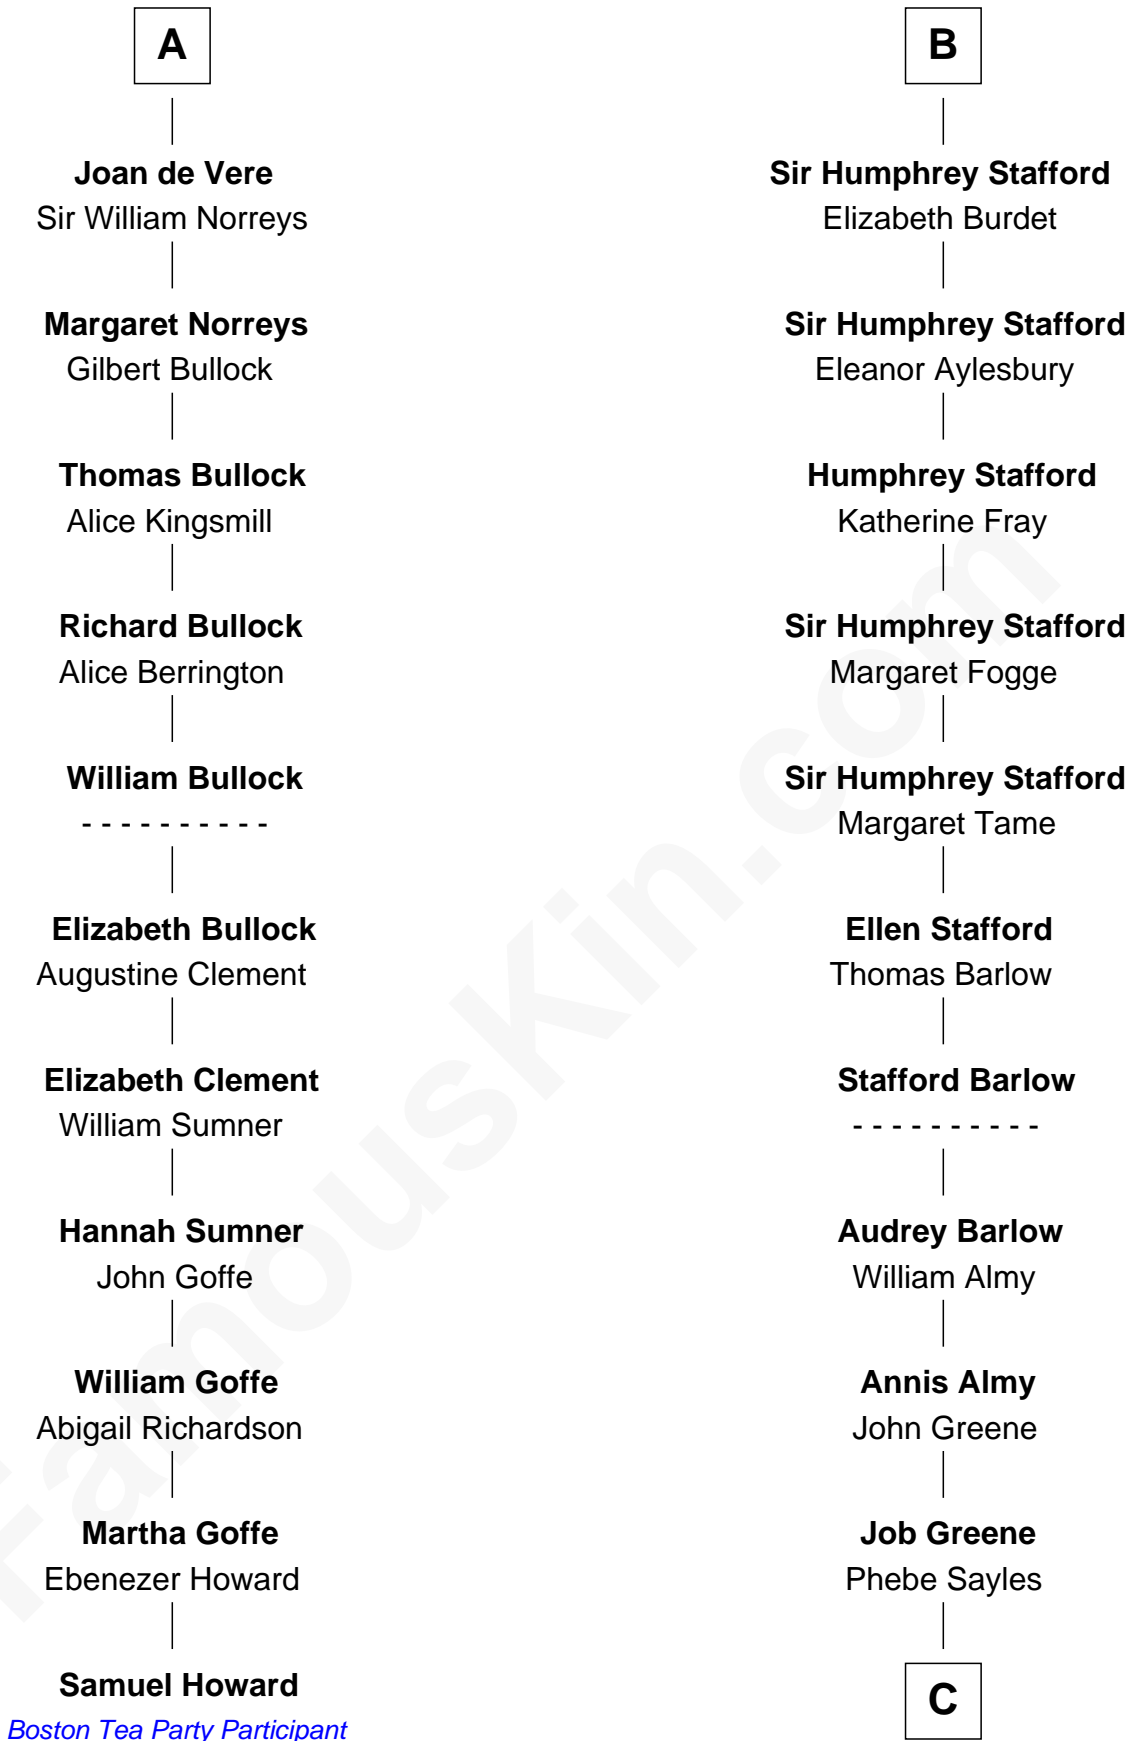 A
Joan de Vere
Sir William Norreys
Margaret Norreys
Gilbert Bullock
Thomas Bullock
Alice Kingsmill
Richard Bullock
Alice Berrington
William Bullock
- - - - - - - - - -
Elizabeth Bullock
Augustine Clement
Elizabeth Clement
William Sumner
Hannah Sumner
John Goffe
William Goffe
Abigail Richardson
Martha Goffe
Ebenezer Howard
Samuel Howard
Boston Tea Party Participant
B
Sir Humphrey Stafford
Elizabeth Burdet
Sir Humphrey Stafford
Eleanor Aylesbury
Humphrey Stafford
Katherine Fray
Sir Humphrey Stafford
Margaret Fogge
Sir Humphrey Stafford
Margaret Tame
Ellen Stafford
Thomas Barlow
Stafford Barlow
- - - - - - - - - -
Audrey Barlow
William Almy
Annis Almy
John Greene
Job Greene
Phebe Sayles
C
FamousKin.com